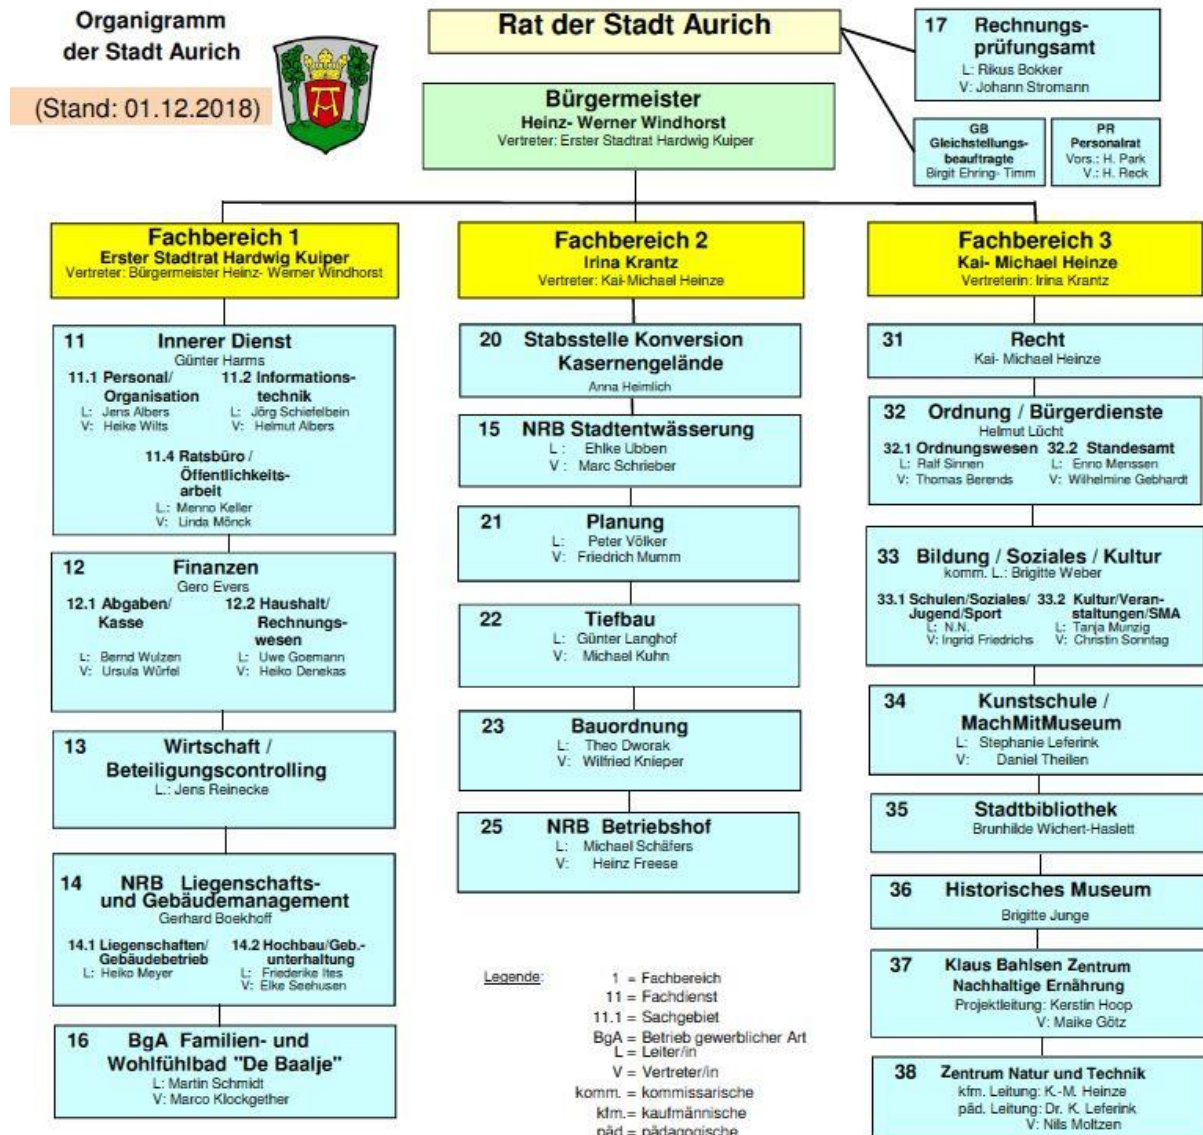 Organigramm
der Stadt Aurich
(Stand: 01.12.2018)
Rat der Stadt Aurich
17 Rechnungs-
prüfungsamt
L: Rikus Bokker
V: Johann Stromann
Bürgermeister
Heinz- Werner Windhorst
Vertreter: Erster Stadtrat Hardwig Kuiper
GB
Gleichstellungs-
beauftragte
Birgit Ehring- Timm
PR
Personalrat
Vors.: H. Park
V.: H. Reck
Fachbereich 1
Erster Stadtrat Hardwig Kuiper
Vertreter: Bürgermeister Heinz- Werner Windhorst
11 Innerer Dienst
Günter Harms
11.1 Personal/
Organisation
L: Jens Albers
V: Heike Wilts
11.2 Informations-
technik
L: Jörg Schiefelbein
V: Helmut Albers
11.4 Ratsbüro /
Öffentlichkeits-
arbeit
L.: Menno Keller
V: Linda Mönck
12 Finanzen
Gero Evers
12.1 Abgaben/
Kasse
L: Bernd Wulzen
V: Ursula Würfel
12.2 Haushalt/
Rechnungs-
wesen
L: Uwe Goemann
V: Heiko Denekas
13 Wirtschaft /
Beteiligungscontrolling
L.: Jens Reinecke
14 NRB Liegenschafts-
und Gebäudemanagement
Gerhard Boekhoff
14.1 Liegenschaften/
Gebäudebetrieb
L: Heiko Meyer
14.2 Hochbau/Geb.-
unterhaltung
L: Friederike Ites
V: Elke Seehusen
16 BgA Familien- und
Wohlfühlbad "De Baalje"
L: Martin Schmidt
V: Marco Klockgether
Fachbereich 2
Irina Krantz
Vertreter: Kai-Michael Heinze
20 Stabsstelle Konversion
Kasernengelände
Anna Heimlich
15 NRB Stadtentwässerung
L : Ehlke Ubben
V : Marc Schrieber
21 Planung
L: Peter Völker
V: Friedrich Mumm
22 Tiefbau
L: Günter Langhof
V: Michael Kuhn
23 Bauordnung
L: Theo Dworak
V: Wilfried Knieper
25 NRB Betriebshof
L: Michael Schäfers
V: Heinz Freese
Fachbereich 3
Kai- Michael Heinze
Vertreterin: Irina Krantz
31 Recht
Kai- Michael Heinze
32 Ordnung / Bürgerdienste
Helmut Lücht
32.1 Ordnungswesen
L: Ralf Sinnen
V: Thomas Berends
32.2 Standesamt
L: Enno Menssen
V: Wilhelmine Gebhardt
33 Bildung / Soziales / Kultur
komm. L.: Brigitte Weber
33.1 Schulen/Soziales/
Jugend/Sport
L: N.N.
V: Ingrid Friedrichs
33.2 Kultur/Veran-
staltungen/SMA
L: Tanja Munzig
V: Christin Sonntag
34 Kunstschule /
MachMitMuseum
L: Stephanie Leferink
V: Daniel Theilen
35 Stadtbibliothek
Brunhilde Wichert-Haslett
36 Historisches Museum
Brigitte Junge
37 Klaus Bahlsen Zentrum
Nachhaltige Ernährung
Projektleitung: Kerstin Hoop
V: Maike Götz
38 Zentrum Natur und Technik
kfm. Leitung: K.-M. Heinze
päd. Leitung: Dr. K. Leferink
V: Nils Moltzen
Legende:
1 = Fachbereich
11 = Fachdienst
11.1 = Sachgebiet
BgA = Betrieb gewerblicher Art
L = Leiter/in
V = Vertreter/in
komm. = kommissarische
kfm.= kaufmännische
päd = pädagogische